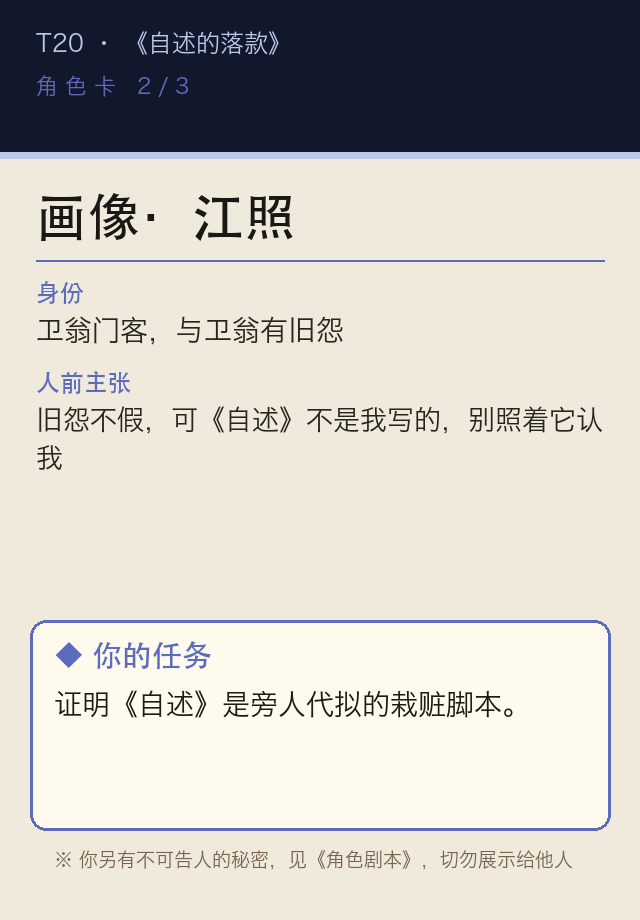 T20 · 《自述的落款》
角色卡 2/3
画像· 江照
身份
卫翁门客，与卫翁有旧怨
人前主张
旧怨不假，可《自述》不是我写的，别照着它认
我
◆ 你的任务
证明《自述》是旁人代拟的栽赃脚本。
※ 你另有不可告人的秘密，见《角色剧本》，切勿展示给他人